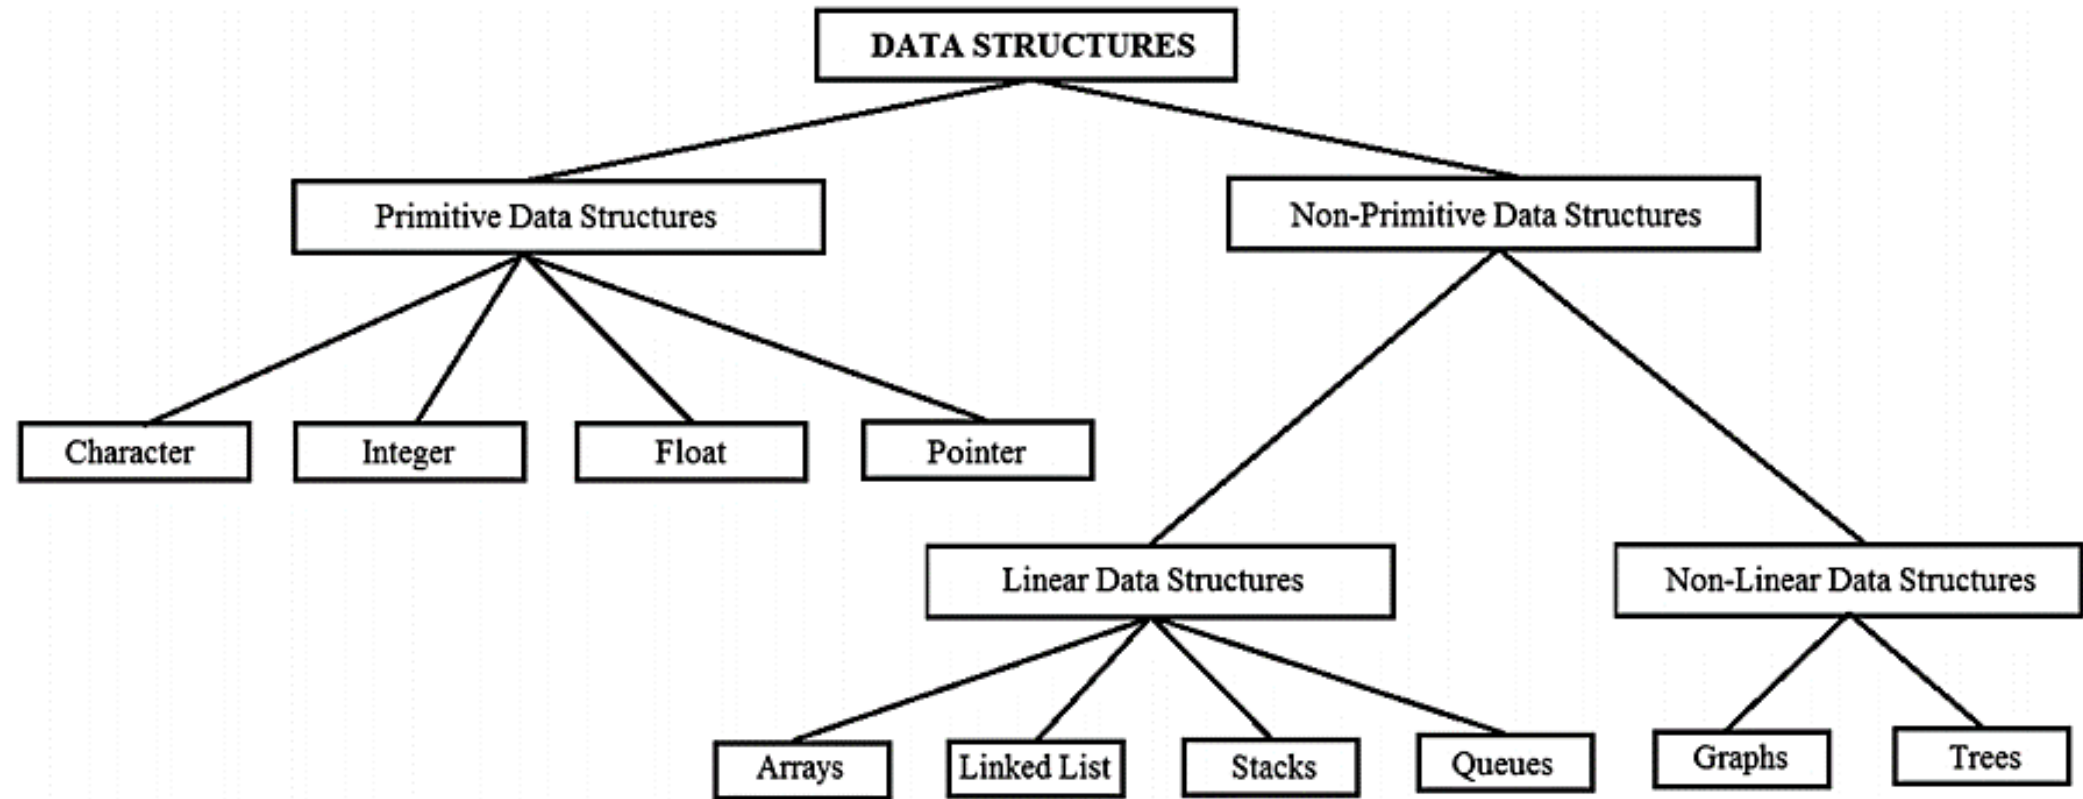 DATA STRUCTURES
Primitive Data Structures
Non-Primitive Data Structures
Character
Integer
Float
Pointer
Linear Data Structures
Non-Linear Data Structures
Arrays
Linked List
Stacks
Queues
Graphs
Trees